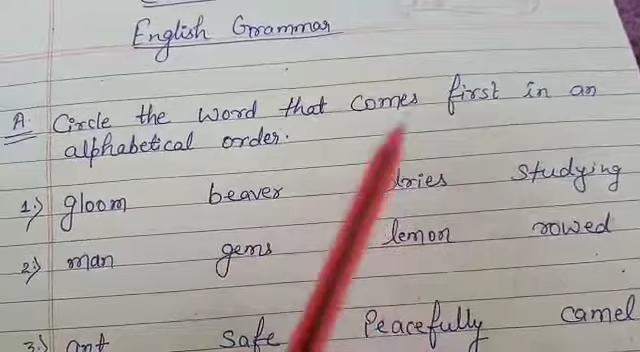 English Grammar
A. Circle the word that comes first in an
alphabetical order.
1) gloom beaver studying
2) man gems lemon rowed
3) ant safe Peacefully camel